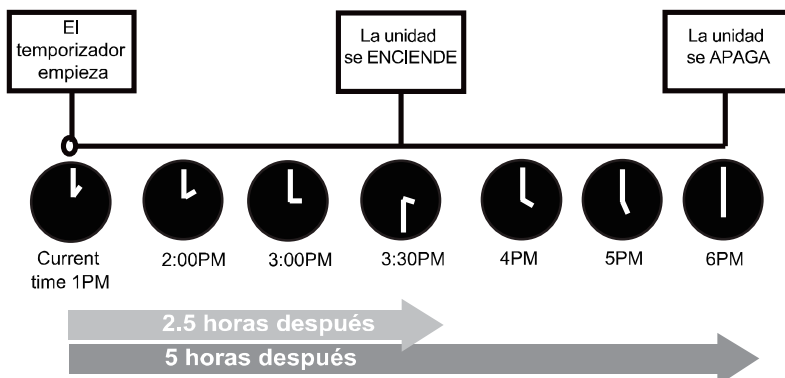 El
temporizador
empieza
La unidad
se ENCIENDE
La unidad
se APAGA
Current
time 1PM
2:00PM
3:00PM
3:30PM
4PM
5PM
6PM
2.5 horas después
5 horas después